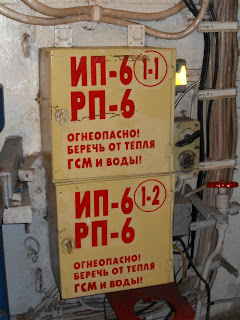 ИП-6 1-1
РП-6
ОГНЕОПАСНО!
БЕРЕЧЬ ОТ ТЕПЛА
ГСМ И ВОДЫ!
ИП-6 1-2
РП-6
ОГНЕОПАСНО!
БЕРЕЧЬ ОТ ТЕПЛА
ГСМ И ВОДЫ!